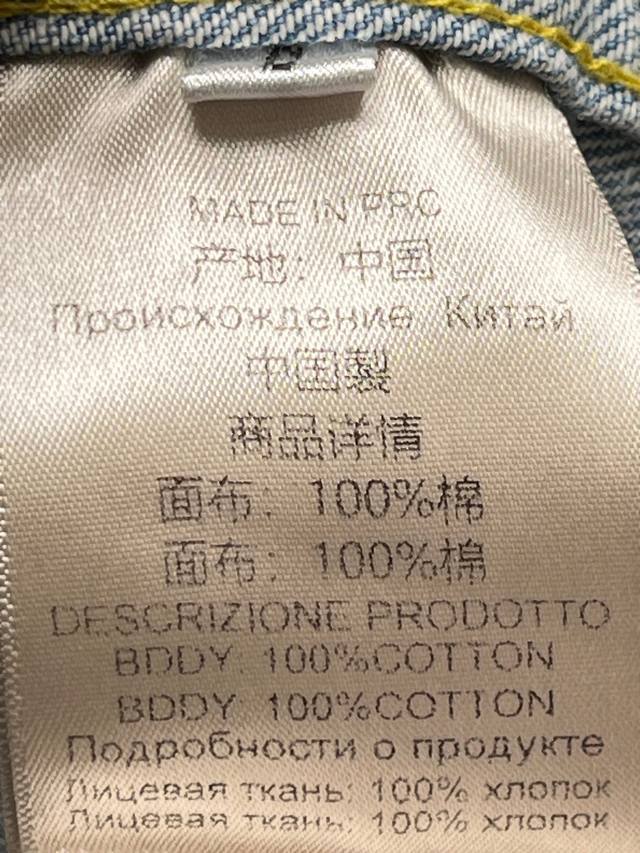 MADE IN PRC
产地: 中国
Происхождение Китай
中国製
商品详情
面布: 100%棉
面布: 100%棉
DESCRIZIONE PRODOTTO
BDDY: 100%COTTON
BDDY: 100%COTTON
Подробности о продукте
Лицевая ткань: 100% хлопок
Лицевая ткань: 100% хлопок